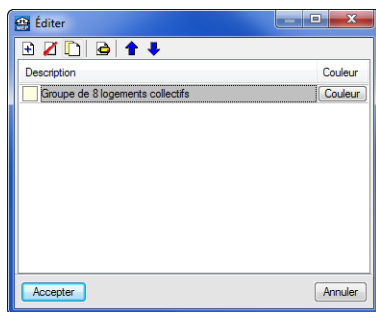 Éditer
Description Couleur
Groupe de 8 logements collectifs Couleur
Accepter Annuler